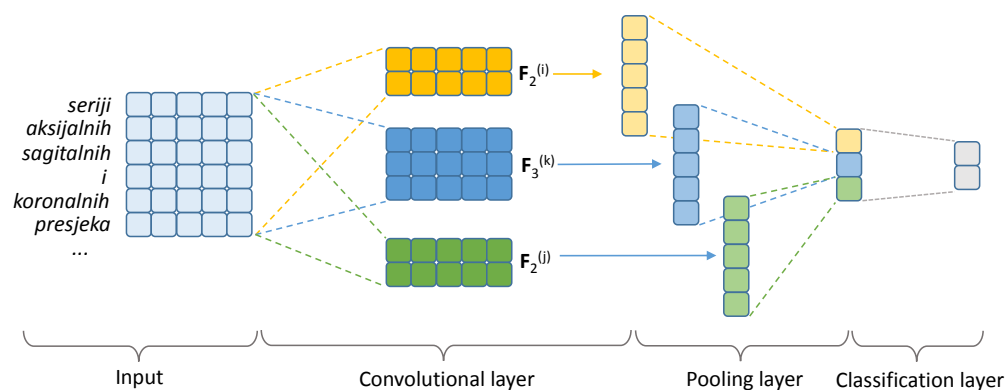 seriji
aksijalnih
sagitalnih
i
koronalnih
presjeka
...
F₂⁽ⁱ⁾
F₃⁽ᵏ⁾
F₂⁽ʲ⁾
Input
Convolutional layer
Pooling layer
Classification layer